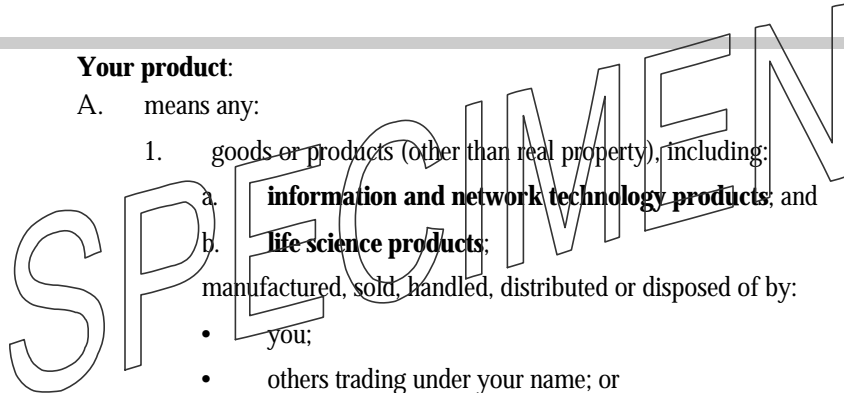 Your product:
A. means any:
1. goods or products (other than real property), including:
a. information and network technology products; and
b. life science products;
manufactured, sold, handled, distributed or disposed of by:
• you;
• others trading under your name; or
SPECIMEN